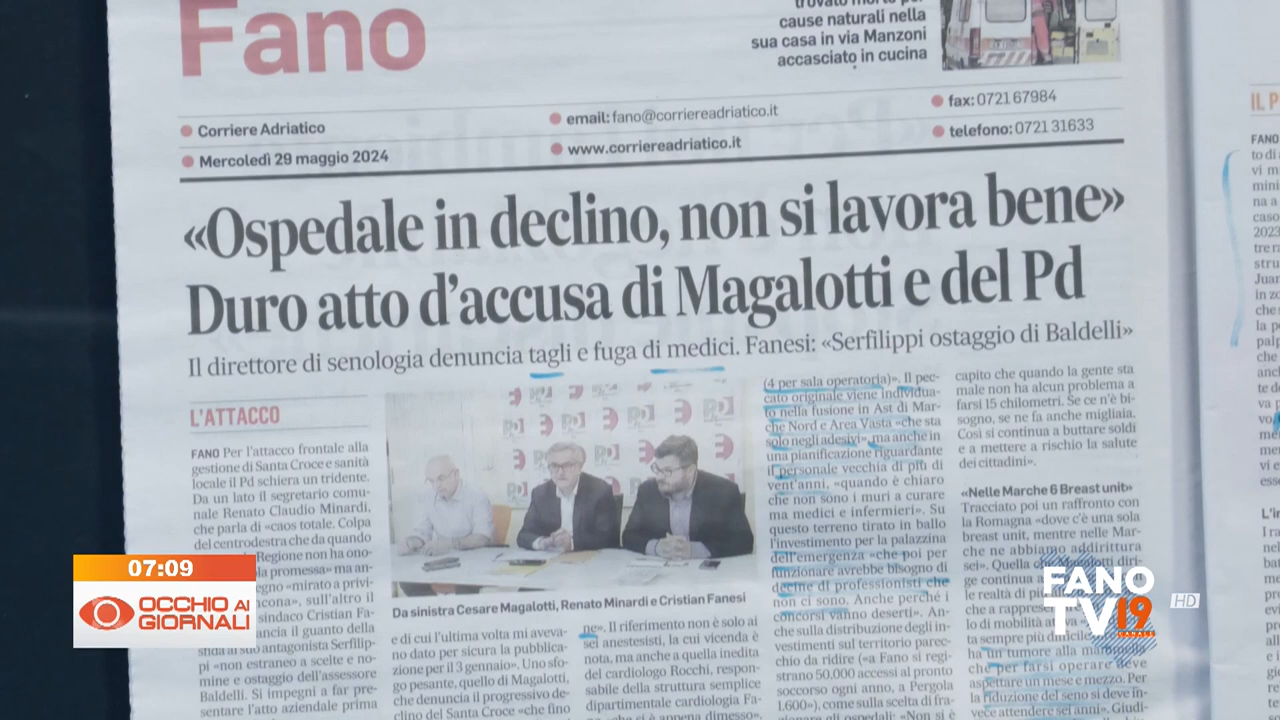 Fano
cause naturali nella
sua casa in via Manzoni
accasciato in cucina
Corriere Adriatico
Mercoledì 29 maggio 2024
email: fano@corriereadriatico.it
www.corriereadriatico.it
fax: 0721 67984
telefono: 0721 31633
«Ospedale in declino, non si lavora bene»
Duro atto d'accusa di Magalotti e del Pd
Il direttore di senologia denuncia tagli e fuga di medici. Fanesi: «Serfilippi ostaggio di Baldelli»
L'ATTACCO
FANO Per l'attacco frontale alla
gestione di Santa Croce e sanità
locale il Pd schiera un tridente.
Da un lato il segretario comu-
nale Renato Claudio Minardi,
che parla di «caos totale. Colpa
del centrodestra che da quando
Regione non ha ono-
la promessa» ma an-
egno «mirato a privi-
cona», sull'altro il
sindaco Cristian Fa-
ancia il guanto della
sfida al suo antagonista Serfilip-
pi «non estraneo a scelte e no-
mine e ostaggio dell'assessore
Baldelli. Si impegni a far pre-
sentare l'atto aziendale prima
Da sinistra Cesare Magalotti, Renato Minardi e Cristian Fanesi
e di cui l'ultima volta mi aveva-
no dato per sicura la pubblica-
zione per il 3 gennaio». Uno sfo-
go pesante, quello di Magalotti,
che denuncia il progressivo de-
clino del Santa Croce «che fino
ne». Il riferimento non è solo ai
sei anestesisti, la cui vicenda è
nota, ma anche a quella inedita
del cardiologo Rocchi, respon-
sabile della struttura semplice
dipartimentale cardiologia Fa-
(4 per sala operatoria)». Il pec-
cato originale viene individua-
to nella fusione in Ast di Mar-
che Nord e Area Vasta «che sta
solo negli adesivi», ma anche in
una pianificazione riguardante
il personale vecchia di più di
vent'anni, «quando è chiaro
che non sono i muri a curare
ma medici e infermieri». Su
questo terreno tirato in ballo
l'investimento per la palazzina
dell'emergenza «che poi per
funzionare avrebbe bisogno di
decine di professionisti che
non ci sono. Anche perché i
concorsi vanno deserti». An-
che sulla distribuzione degli in-
vestimenti sul territorio parec-
chio da ridire («a Fano si regi-
strano 50.000 accessi al pronto
soccorso ogni anno, a Pergola
1.600»), come sulla scelta di fra-
capito che quando la gente sta
male non ha alcun problema a
farsi 15 chilometri. Se ce n'è bi-
sogno, se ne fa anche migliaia.
Così si continua a buttare soldi
e a mettere a rischio la salute
dei cittadini».
«Nelle Marche 6 Breast unit»
Tracciato poi un raffronto con
la Romagna «dove c'è una sola
breast unit, mentre nelle Mar-
che ne abbiamo addirittura
sei». Quella che
ge continua
le realtà di
che a
lo di mobilità
ta sempre più difficile
ha un tumore alla
che per farsi operare deve
aspettare un mese e mezzo. Per
la riduzione del seno si deve in-
vece attendere sei anni». Giudi-
IL P
FANO
07:09
OCCHIO AI
GIORNALI
FANO
TV19
CANALE
HD